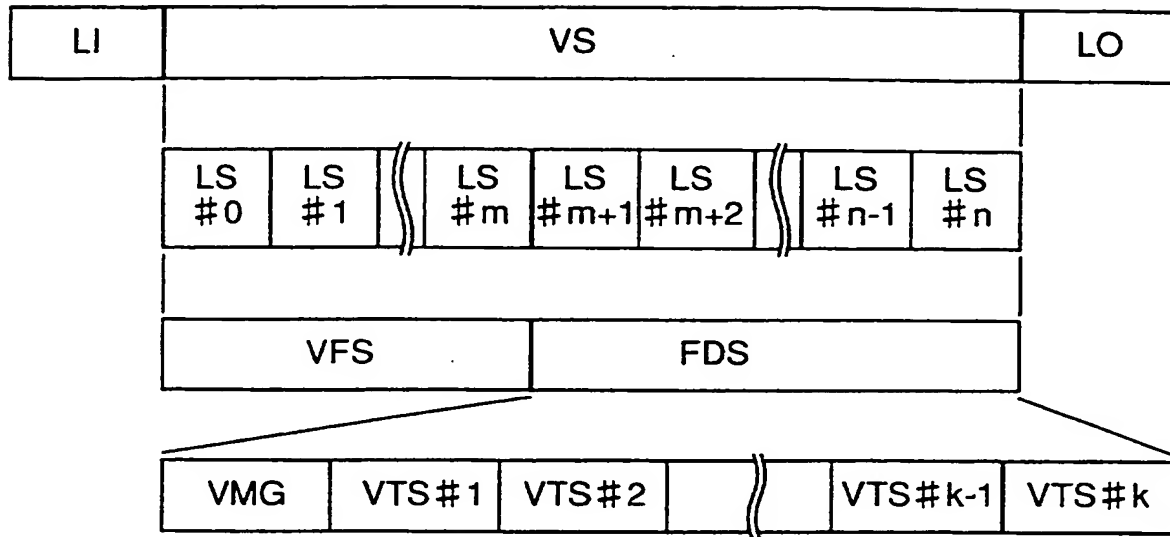 LI VS LO
LS LS LS LS LS LS LS
#0 #1 #m #m+1 #m+2 #n-1 #n
VFS FDS
VMG VTS#1 VTS#2 VTS#k-1 VTS#k